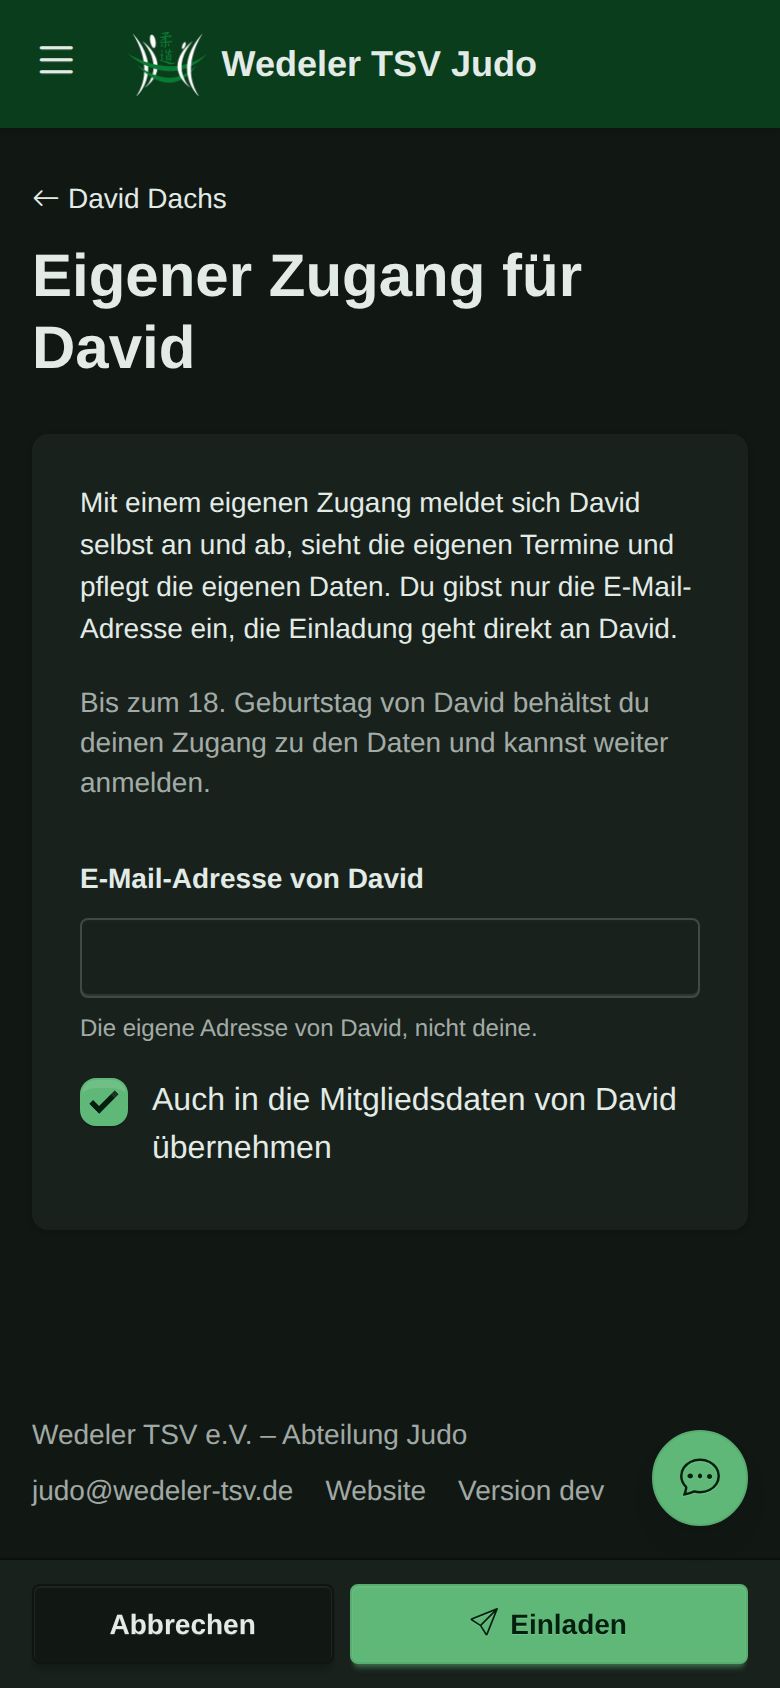 柔道
Wedeler TSV Judo
← David Dachs
Eigener Zugang für
David
Mit einem eigenen Zugang meldet sich David
selbst an und ab, sieht die eigenen Termine und
pflegt die eigenen Daten. Du gibst nur die E-Mail-
Adresse ein, die Einladung geht direkt an David.
Bis zum 18. Geburtstag von David behältst du
deinen Zugang zu den Daten und kannst weiter
anmelden.
E-Mail-Adresse von David
Die eigene Adresse von David, nicht deine.
Auch in die Mitgliedsdaten von David
übernehmen
Wedeler TSV e.V. – Abteilung Judo
judo@wedeler-tsv.de Website Version dev
Abbrechen Einladen